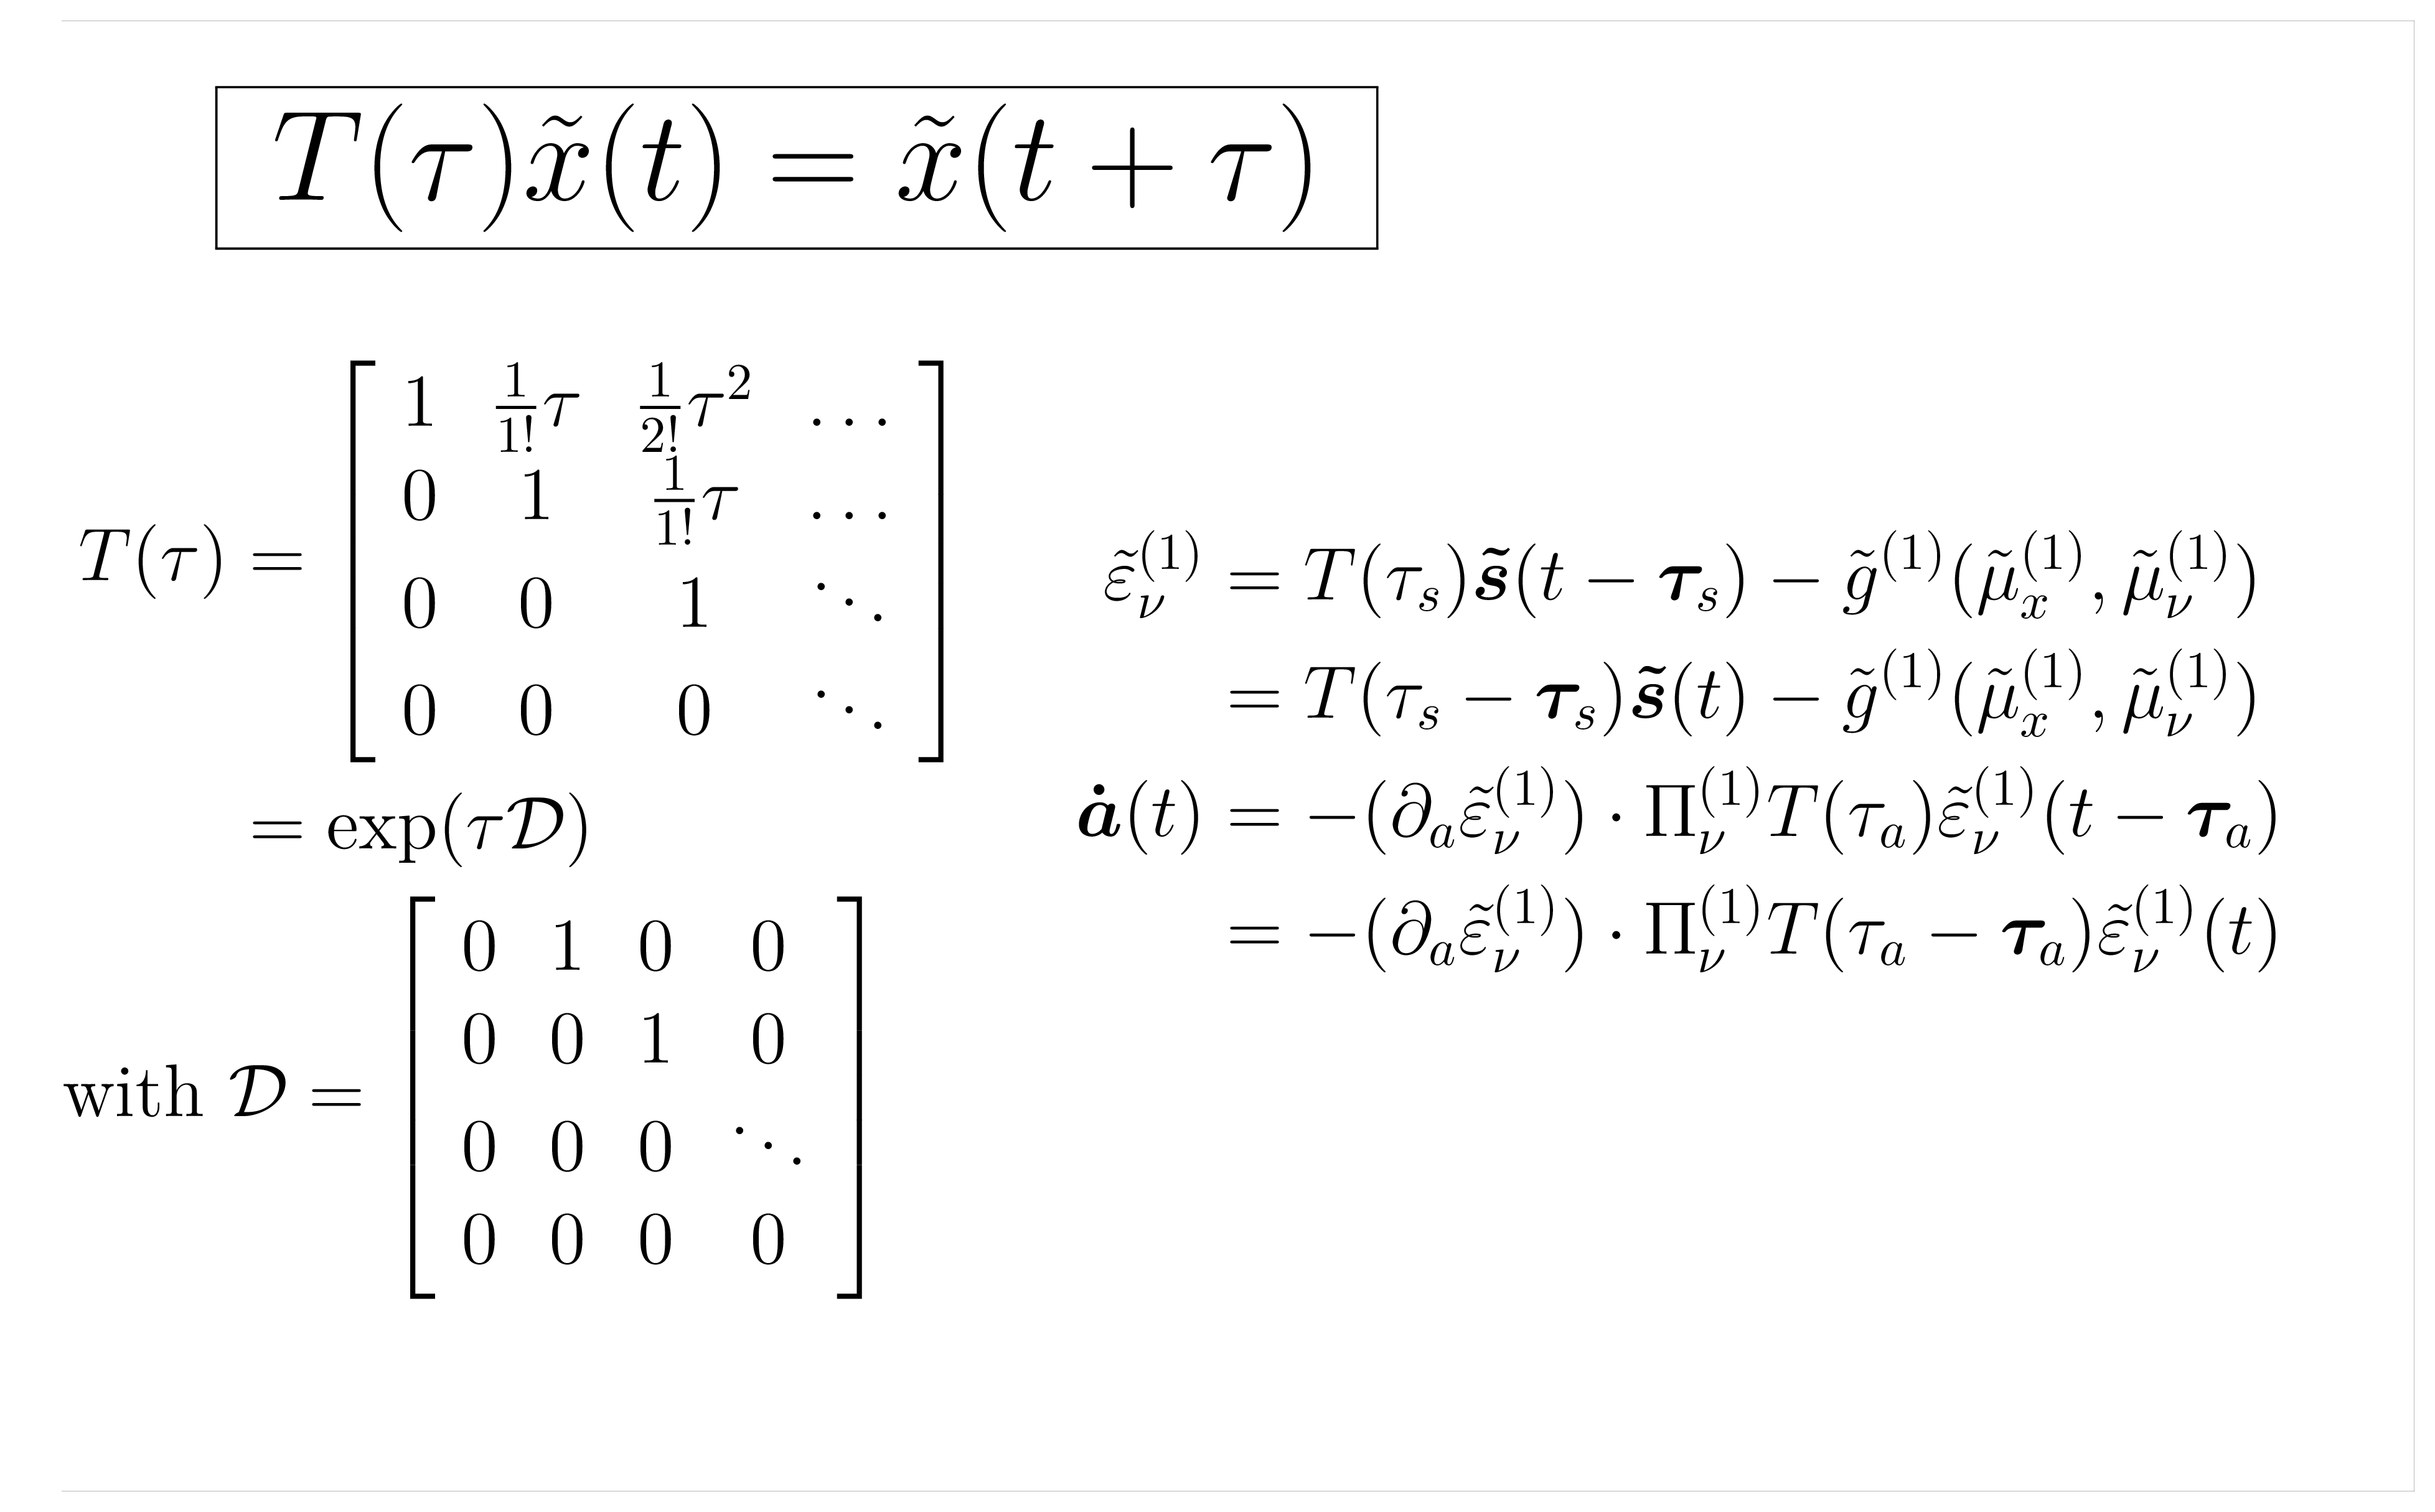 $T(\tau)\tilde{x}(t) = \tilde{x}(t+\tau)$
$T(\tau) = \begin{bmatrix} 1 & \frac{1}{1!}\tau & \frac{1}{2!}\tau^2 & \cdots \\ 0 & 1 & \frac{1}{1!}\tau & \cdots \\ 0 & 0 & 1 & \ddots \\ 0 & 0 & 0 & \ddots \end{bmatrix}$
$= \exp(\tau\mathcal{D})$
with $\mathcal{D} = \begin{bmatrix} 0 & 1 & 0 & 0 \\ 0 & 0 & 1 & 0 \\ 0 & 0 & 0 & \ddots \\ 0 & 0 & 0 & 0 \end{bmatrix}$
$\tilde{\varepsilon}_{\nu}^{(1)} = T(\tau_s)\tilde{\boldsymbol{s}}(t - \boldsymbol{\tau}_s) - \tilde{g}^{(1)}(\tilde{\mu}_x^{(1)}, \tilde{\mu}_{\nu}^{(1)})$
$= T(\tau_s - \boldsymbol{\tau}_s)\tilde{\boldsymbol{s}}(t) - \tilde{g}^{(1)}(\tilde{\mu}_x^{(1)}, \tilde{\mu}_{\nu}^{(1)})$
$\dot{\boldsymbol{a}}(t) = -(\partial_a \tilde{\varepsilon}_{\nu}^{(1)}) \cdot \Pi_{\nu}^{(1)} T(\tau_a)\tilde{\varepsilon}_{\nu}^{(1)}(t - \boldsymbol{\tau}_a)$
$= -(\partial_a \tilde{\varepsilon}_{\nu}^{(1)}) \cdot \Pi_{\nu}^{(1)} T(\tau_a - \boldsymbol{\tau}_a)\tilde{\varepsilon}_{\nu}^{(1)}(t)$